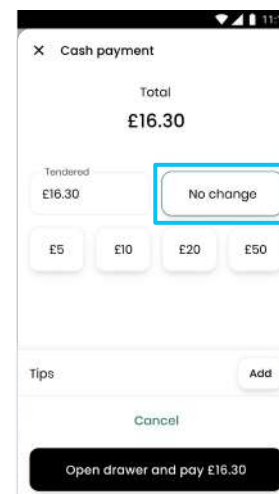 Cash payment
Total
£16.30
Tendered
£16.30
No change
£5 £10 £20 £50
Tips Add
Cancel
Open drawer and pay £16.30